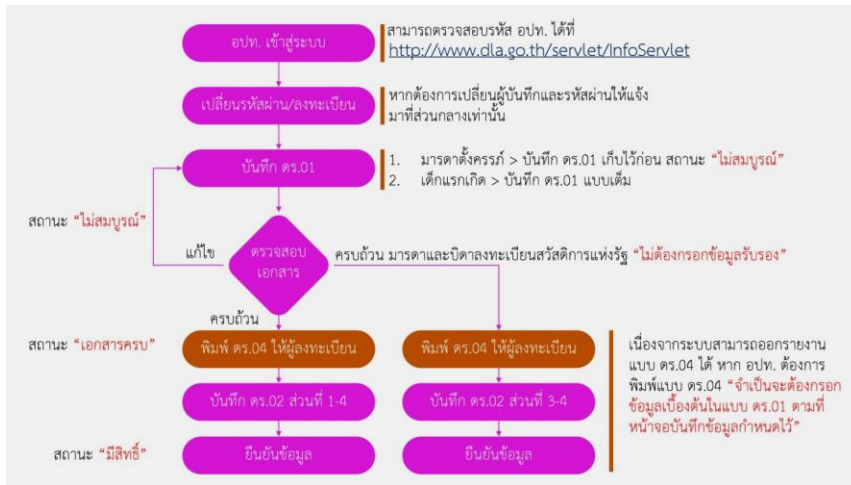 อปท. เข้าสู่ระบบ
สามารถตรวจสอบรหัส อปท. ได้ที่
http://www.dla.go.th/servlet/InfoServlet
เปลี่ยนรหัสผ่าน/ลงทะเบียน
หากต้องการเปลี่ยนผู้บันทึกและรหัสผ่านให้แจ้ง
มาที่ส่วนกลางเท่านั้น
บันทึก ดร.01
1. มารดาตั้งครรภ์ > บันทึก ดร.01 เก็บไว้ก่อน สถานะ “ไม่สมบูรณ์”
2. เด็กแรกเกิด > บันทึก ดร.01 แบบเต็ม
สถานะ “ไม่สมบูรณ์”
แก้ไข
ตรวจสอบ
เอกสาร
ครบถ้วน มารดาและบิดาลงทะเบียนสวัสดิการแห่งรัฐ “ไม่ต้องกรอกข้อมูลรับรอง”
ครบถ้วน
สถานะ “เอกสารครบ”
พิมพ์ ดร.04 ให้ผู้ลงทะเบียน
พิมพ์ ดร.04 ให้ผู้ลงทะเบียน
บันทึก ดร.02 ส่วนที่ 1-4
บันทึก ดร.02 ส่วนที่ 3-4
สถานะ “มีสิทธิ์”
ยืนยันข้อมูล
ยืนยันข้อมูล
เนื่องจากระบบสามารถออกรายงาน
แบบ ดร.04 ได้ หาก อปท. ต้องการ
พิมพ์แบบ ดร.04 “จำเป็นจะต้องกรอก
ข้อมูลเบื้องต้นในแบบ ดร.01 ตามที่
หน้าจอบันทึกข้อมูลกำหนดไว้”